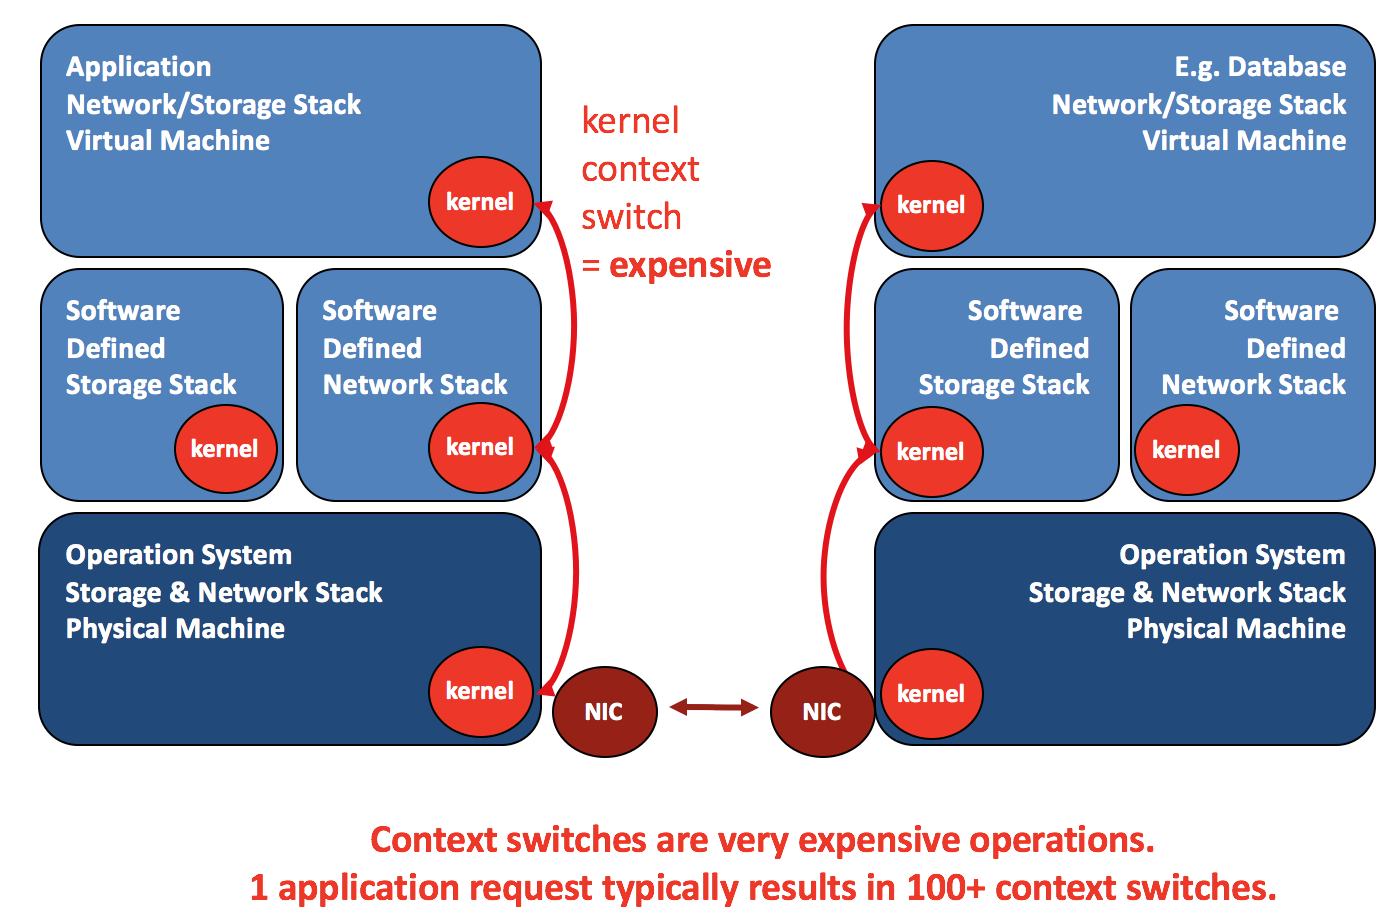 Application
Network/Storage Stack
Virtual Machine
kernel
kernel
context
switch
= expensive
E.g. Database
Network/Storage Stack
Virtual Machine
kernel
Software
Defined
Storage Stack
kernel
Software
Defined
Network Stack
kernel
Software
Defined
Storage Stack
kernel
Software
Defined
Network Stack
kernel
Operation System
Storage & Network Stack
Physical Machine
kernel
NIC
NIC
Operation System
Storage & Network Stack
Physical Machine
kernel
Context switches are very expensive operations.
1 application request typically results in 100+ context switches.